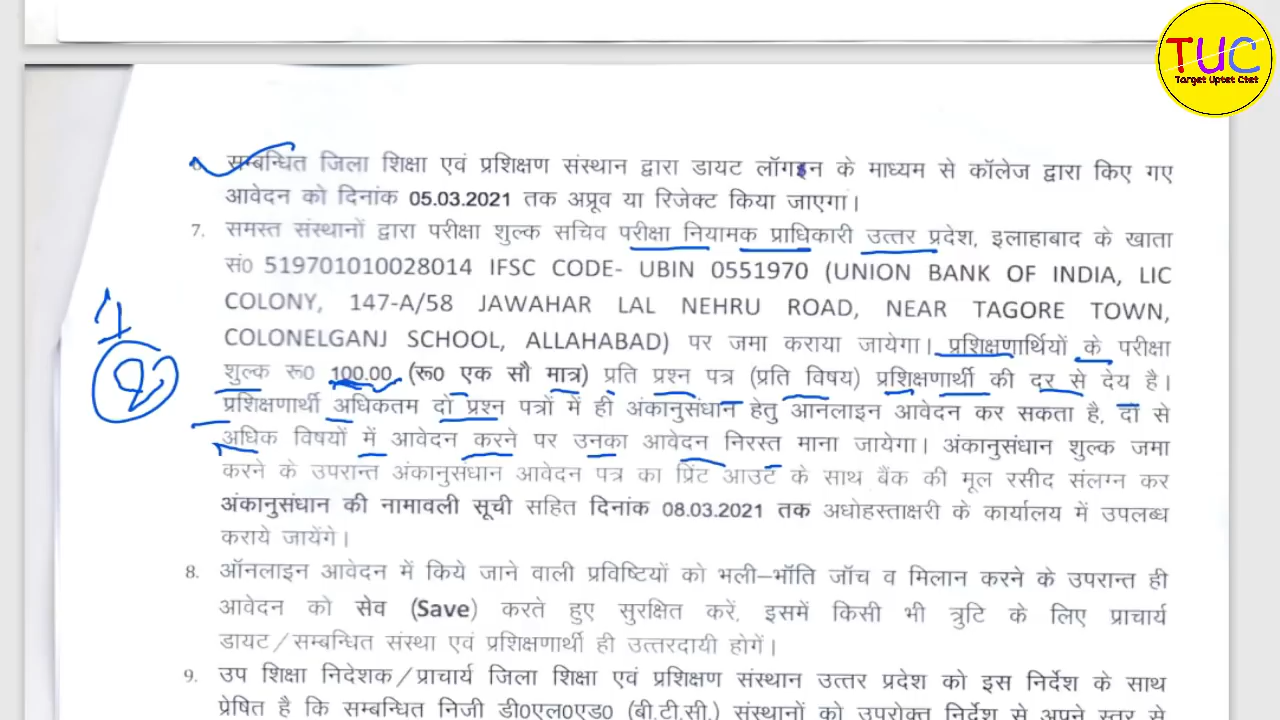 TUC
Target Uptet Ctet
सम्बन्धित जिला शिक्षा एवं प्रशिक्षण संस्थान द्वारा डायट लॉगइन के माध्यम से कॉलेज द्वारा किए गए
आवेदन को दिनांक 05.03.2021 तक अप्रूव या रिजेक्ट किया जाएगा।
7. समस्त संस्थानों द्वारा परीक्षा शुल्क सचिव परीक्षा नियामक प्राधिकारी उत्तर प्रदेश, इलाहाबाद के खाता
सं0 519701010028014 IFSC CODE- UBIN 0551970 (UNION BANK OF INDIA, LIC
COLONY, 147-A/58 JAWAHAR LAL NEHRU ROAD, NEAR TAGORE TOWN,
COLONELGANJ SCHOOL, ALLAHABAD) पर जमा कराया जायेगा। प्रशिक्षणार्थियों के परीक्षा
शुल्क रू0 100.00 (रू0 एक सौ मात्र) प्रति प्रश्न पत्र (प्रति विषय) प्रशिक्षणार्थी की दर से देय है।
प्रशिक्षणार्थी अधिकतम दो प्रश्न पत्रों में ही अंकानुसंधान हेतु आनलाइन आवेदन कर सकता है, दो से
अधिक विषयों में आवेदन करने पर उनका आवेदन निरस्त माना जायेगा। अंकानुसंधान शुल्क जमा
करने के उपरान्त अंकानुसंधान आवेदन पत्र का प्रिंट आउट के साथ बैंक की मूल रसीद संलग्न कर
अंकानुसंधान की नामावली सूची सहित दिनांक 08.03.2021 तक अधोहस्ताक्षरी के कार्यालय में उपलब्ध
कराये जायेंगे।
8. ऑनलाइन आवेदन में किये जाने वाली प्रविष्टियों को भली–भॉति जॉच व मिलान करने के उपरान्त ही
आवेदन को सेव (Save) करते हुए सुरक्षित करें, इसमें किसी भी त्रुटि के लिए प्राचार्य
डायट/सम्बन्धित संस्था एवं प्रशिक्षणार्थी ही उत्तरदायी होगें।
9. उप शिक्षा निदेशक/प्राचार्य जिला शिक्षा एवं प्रशिक्षण संस्थान उत्तर प्रदेश को इस निर्देश के साथ
प्रेषित है कि सम्बन्धित निजी डी0एल0एड0 (बी.टी.सी.) संस्थानों को उपरोक्त निर्देश से अपने स्तर से